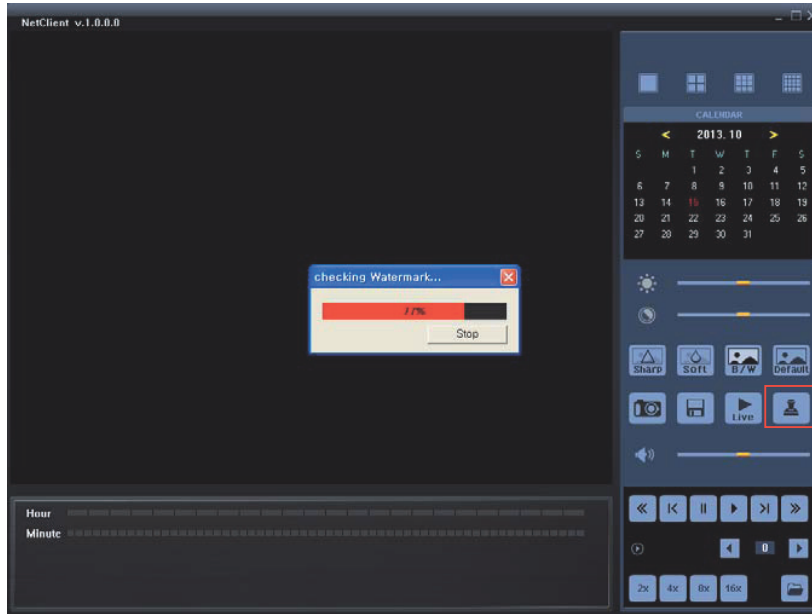 NetClient v.1.0.0.0
CALENDAR
< 2013. 10 >
S M T W T F S
1 2 3 4 5
6 7 8 9 10 11 12
13 14 15 16 17 18 19
20 21 22 23 24 25 26
27 28 29 30 31
checking Watermark...
77%
Stop
Sharp Soft B/W Default
Live
Hour
Minute
0
2x 4x 8x 16x